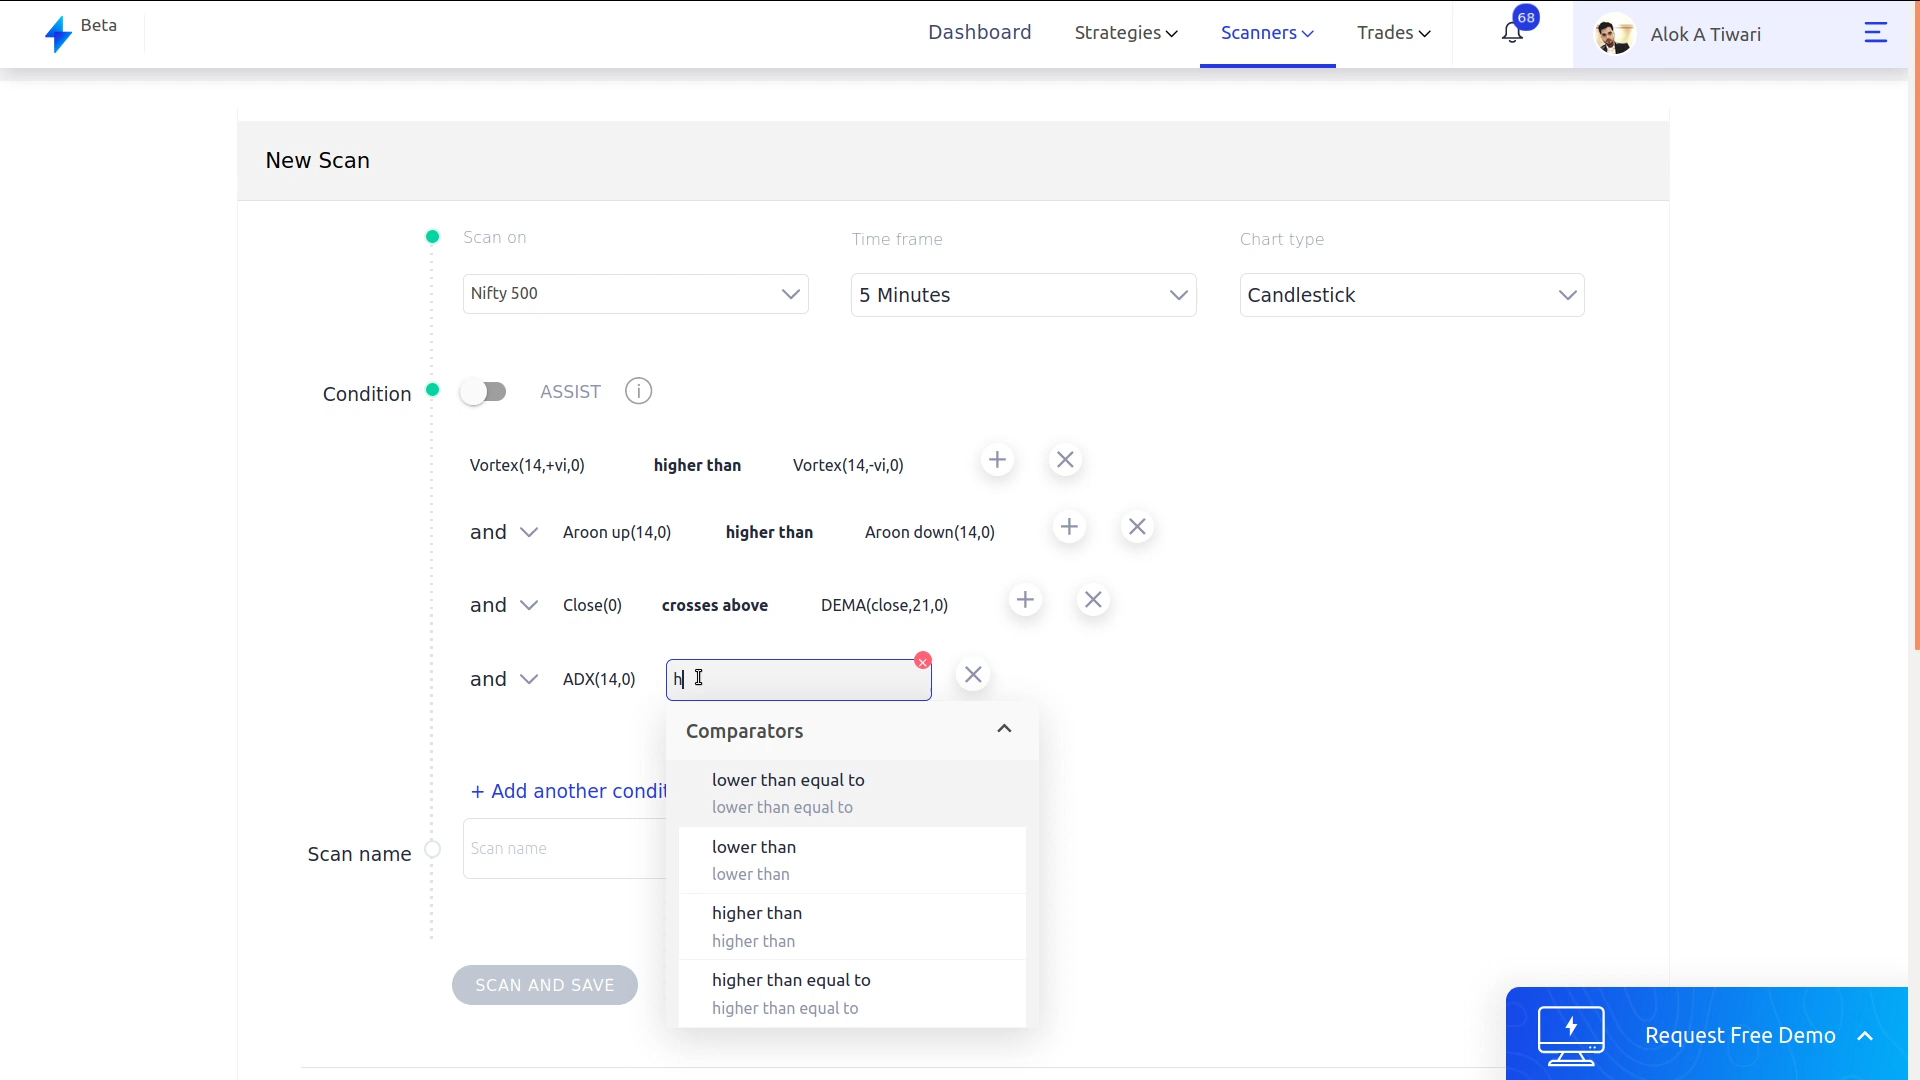 Beta
Dashboard
Strategies
Scanners
Trades
68
Alok A Tiwari
New Scan
Scan on
Time frame
Chart type
Nifty 500
5 Minutes
Candlestick
Condition
ASSIST
Vortex(14,+vi,0) higher than Vortex(14,-vi,0)
and Aroon up(14,0) higher than Aroon down(14,0)
and Close(0) crosses above DEMA(close,21,0)
and ADX(14,0) h
Comparators
lower than equal to
lower than equal to
lower than
lower than
higher than
higher than
higher than equal to
higher than equal to
+ Add another condit
Scan name
Scan name
SCAN AND SAVE
Request Free Demo